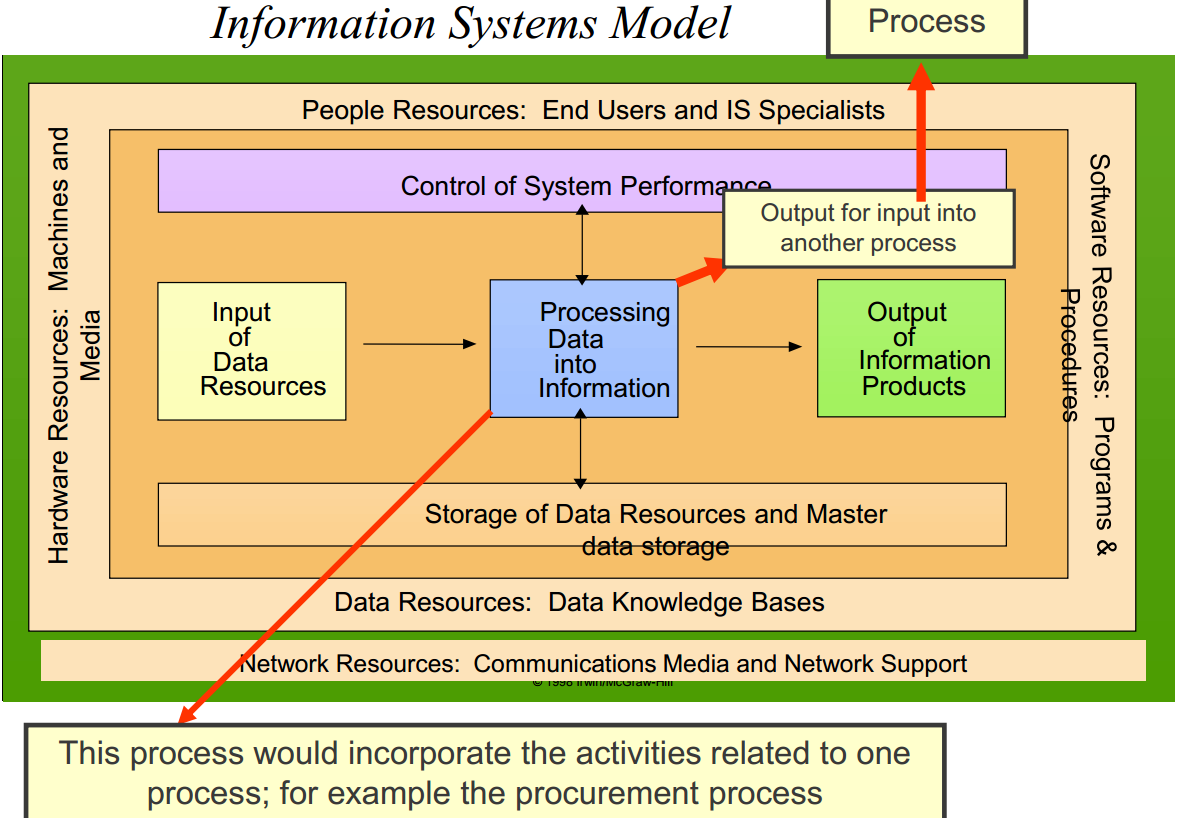 Information Systems Model
Process
People Resources:  End Users and IS Specialists
Hardware Resources:  Machines and
Media
Control of System Performance
Output for input into
another process
Software Resources:  Programs &
Procedures
Input
of
Data
Resources
Processing
Data
into
Information
Output
of
Information
Products
Storage of Data Resources and Master
data storage
Data Resources:  Data Knowledge Bases
Network Resources:  Communications Media and Network Support
© 1998 Irwin/McGraw-Hill
This process would incorporate the activities related to one
process; for example the procurement process